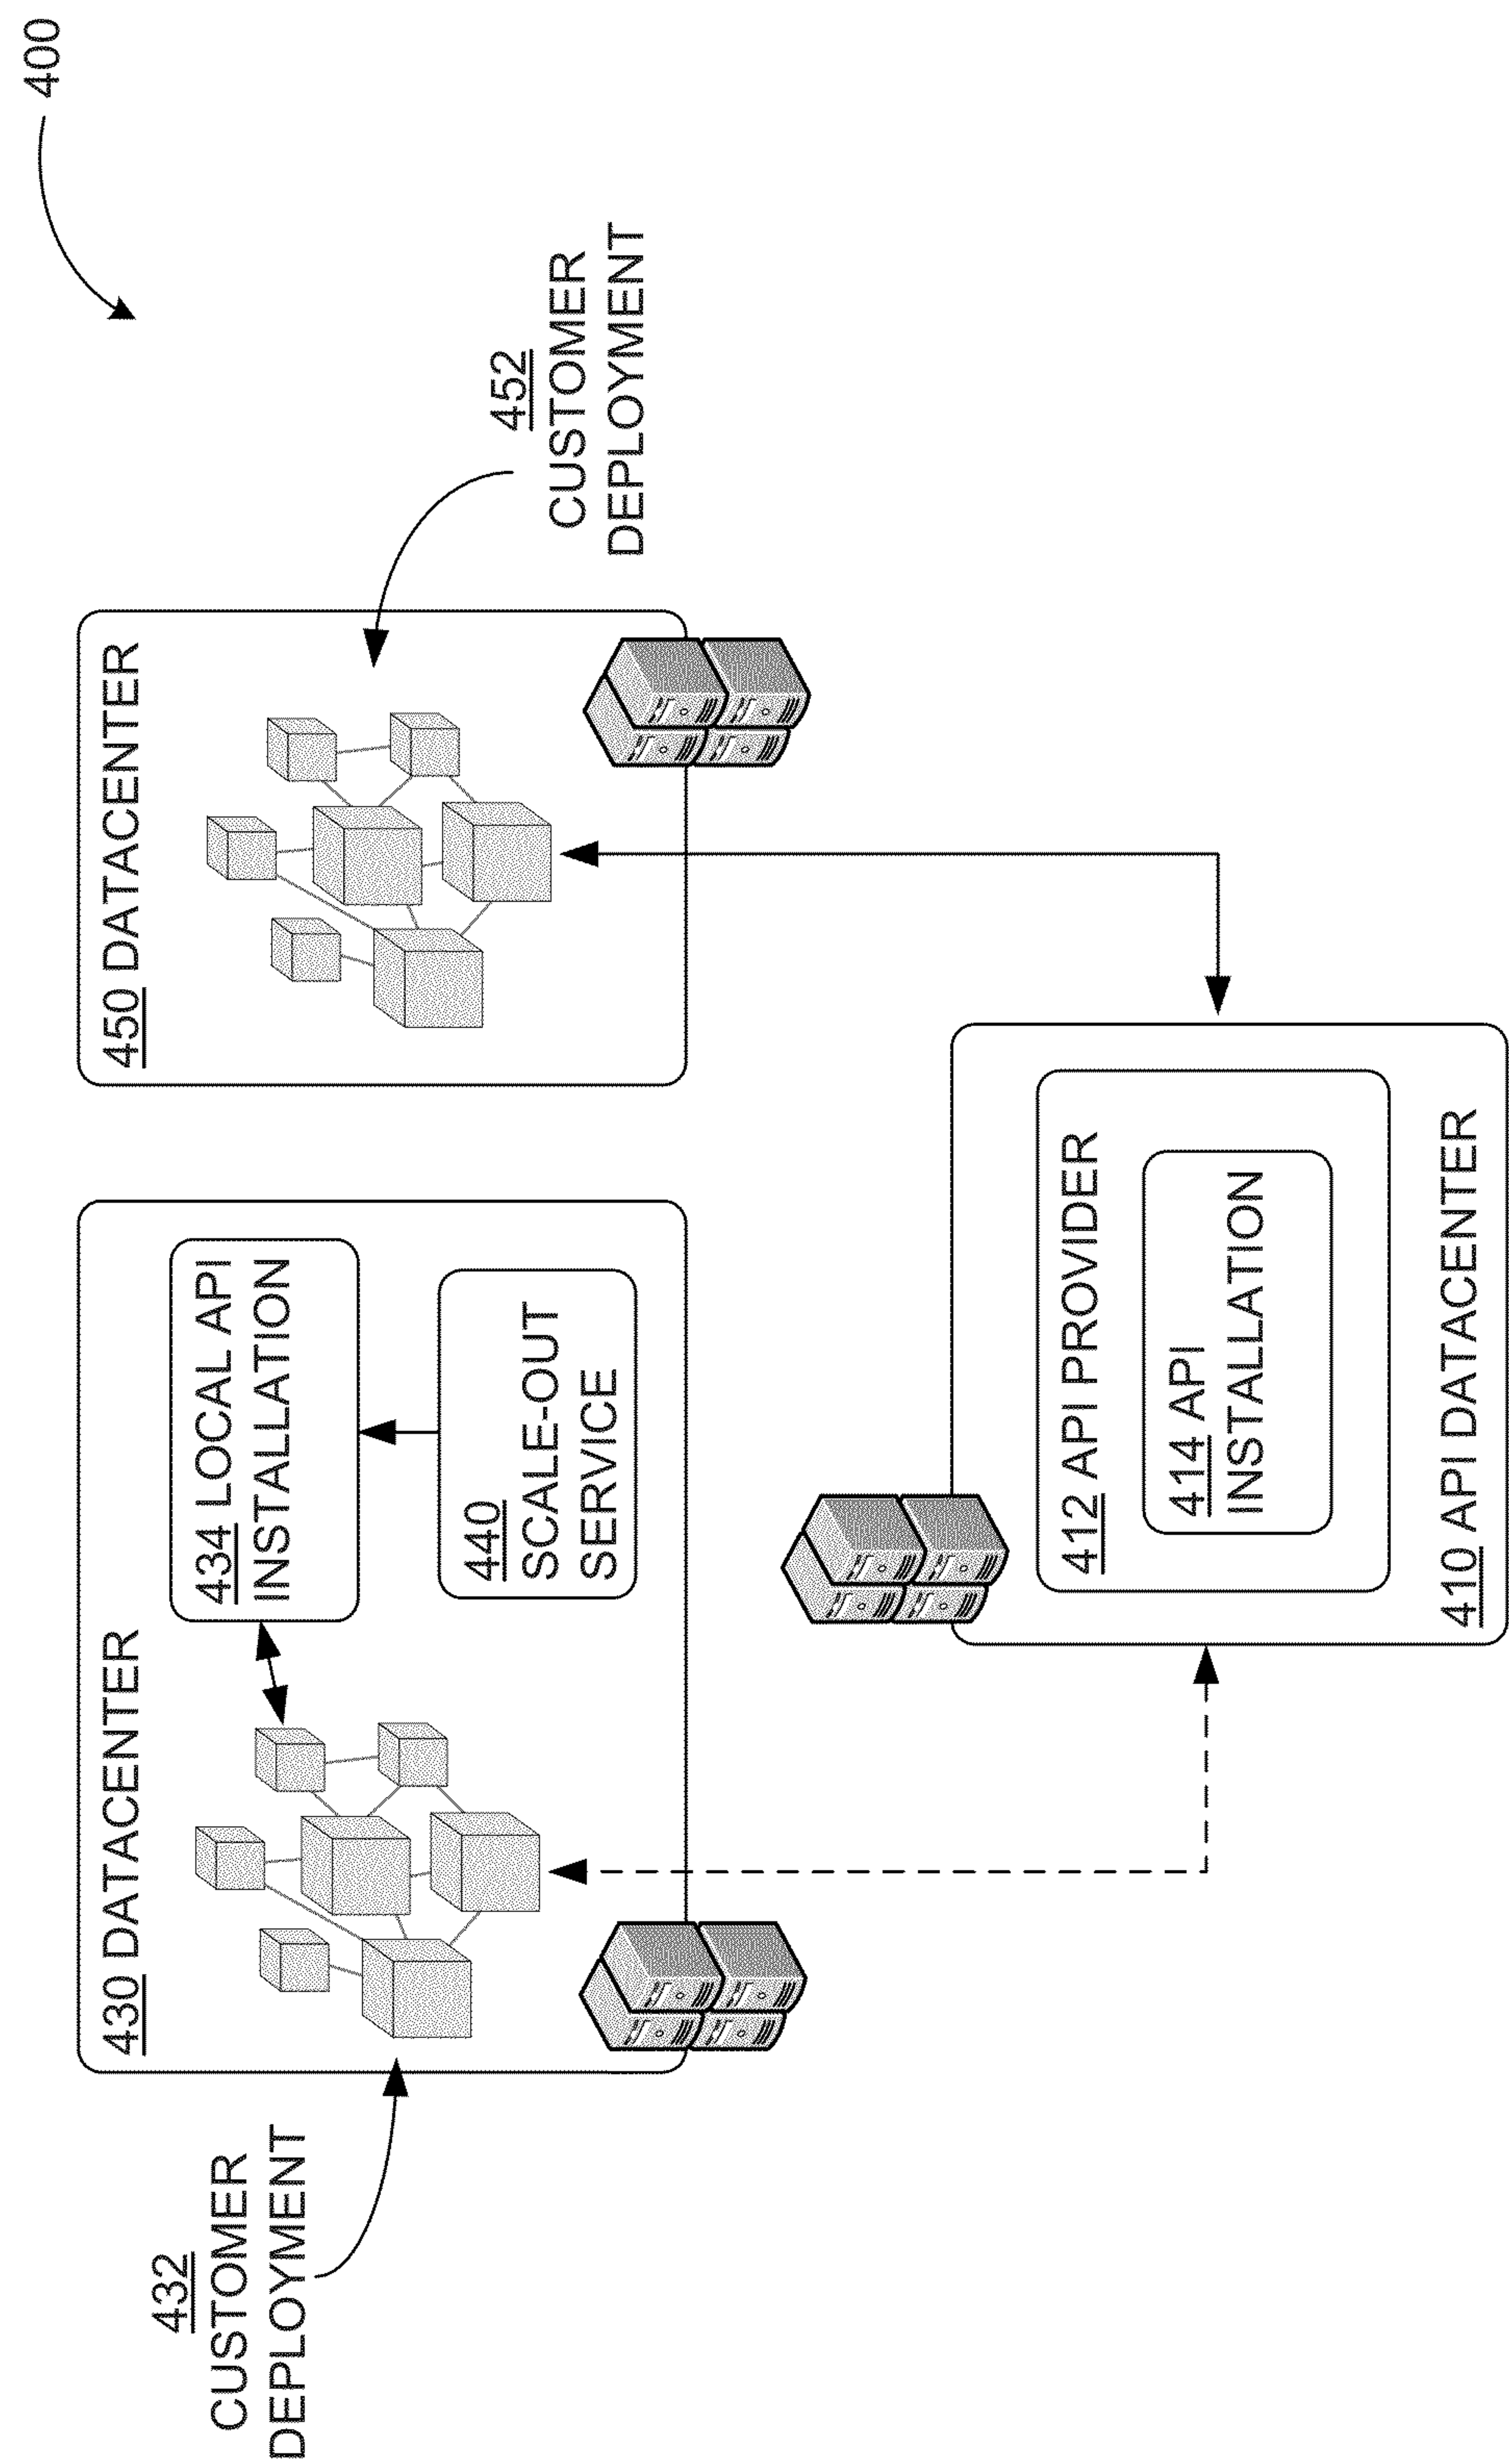 400
432
CUSTOMER
DEPLOYMENT
430 DATACENTER
434 LOCAL API
INSTALLATION
440
SCALE-OUT
SERVICE
450 DATACENTER
452
CUSTOMER
DEPLOYMENT
412 API PROVIDER
414 API
INSTALLATION
410 API DATACENTER